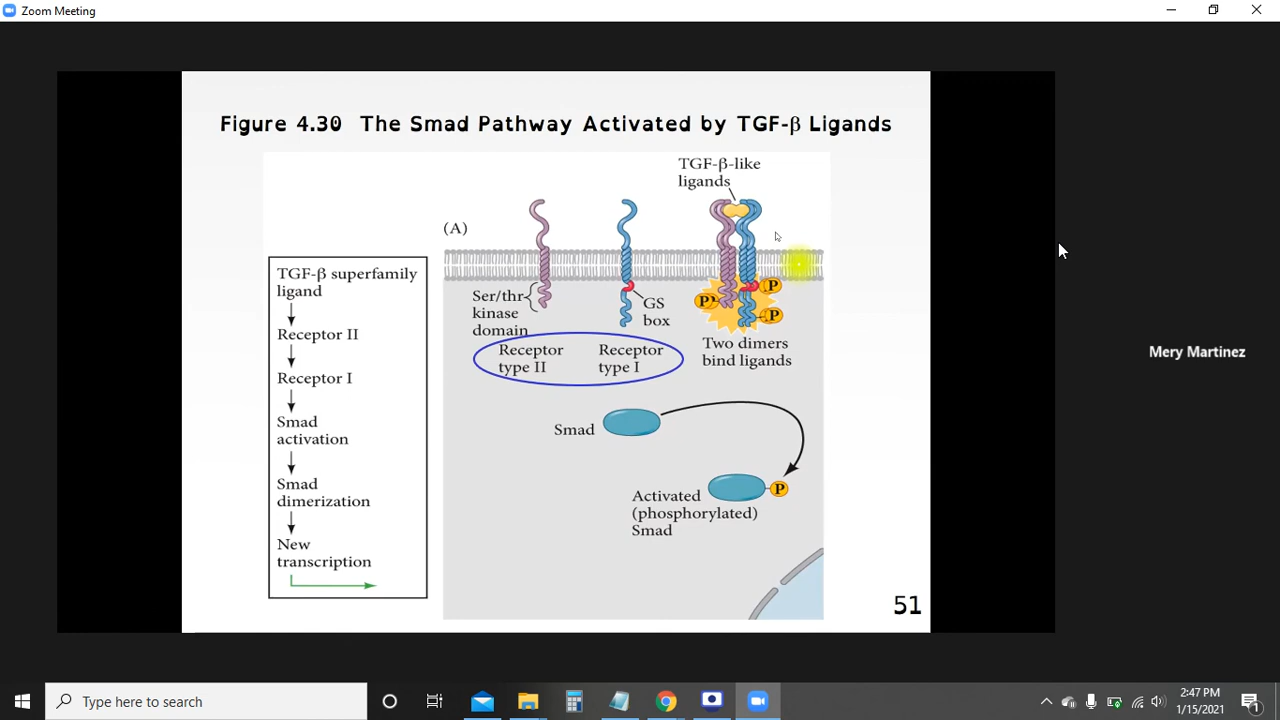 Zoom Meeting
Figure 4.30 The Smad Pathway Activated by TGF-β Ligands
TGF-β-like
ligands
(A)
TGF-β superfamily
ligand
Receptor II
Receptor I
Smad
activation
Smad
dimerization
New
transcription
Ser/thr
kinase
domain
GS
box
P
P
P
Two dimers
bind ligands
Receptor
type II
Receptor
type I
Smad
P
Activated
(phosphorylated)
Smad
51
Mery Martinez
Type here to search
2:47 PM
1/15/2021
1